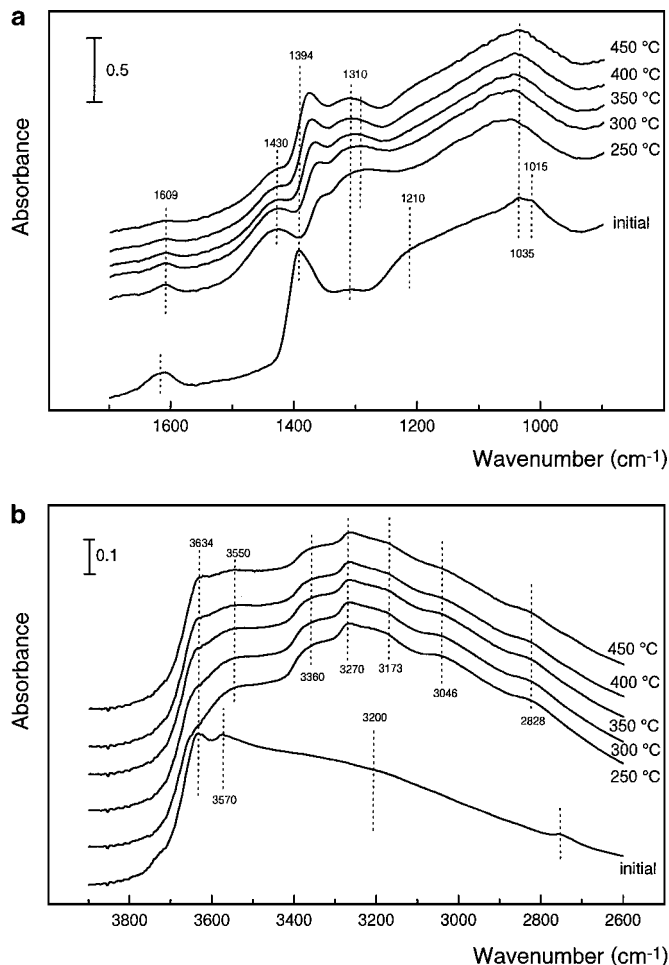 a
0.5
1394
1310
1430
1609
1210
1015
1035
450 °C
400 °C
350 °C
300 °C
250 °C
initial
Absorbance
1600
1400
1200
1000
Wavenumber (cm-1)
b
0.1
3634
3550
3360
3270
3173
3046
2828
3570
3200
450 °C
400 °C
350 °C
300 °C
250 °C
initial
Absorbance
3800
3600
3400
3200
3000
2800
2600
Wavenumber (cm-1)